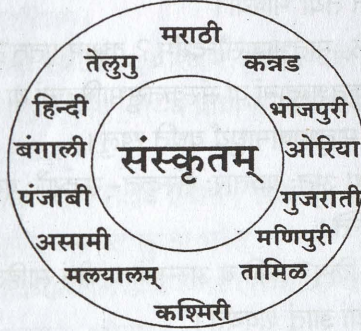 मराठी
तेलुगु कन्नड
हिन्दी भोजपुरी
बंगाली संस्कृतम् ओरिया
पंजाबी गुजराती
असामी मणिपुरी
मलयालम् तामिळ
कश्मिरी